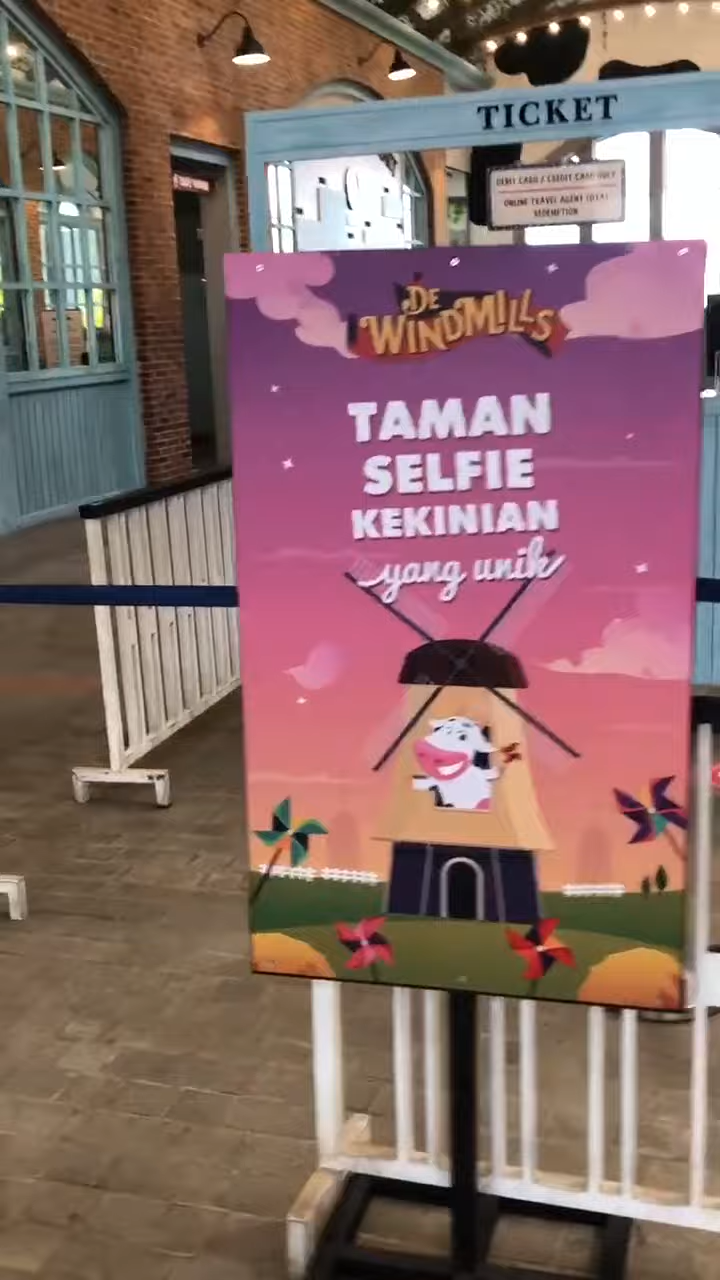 TICKET
DEBIT CARD / CREDIT CARD ONLY
ONLINE TRAVEL AGENT (OTA)
REDEMPTION
DE
WINDMILLS
TAMAN
SELFIE
KEKINIAN
yang unik